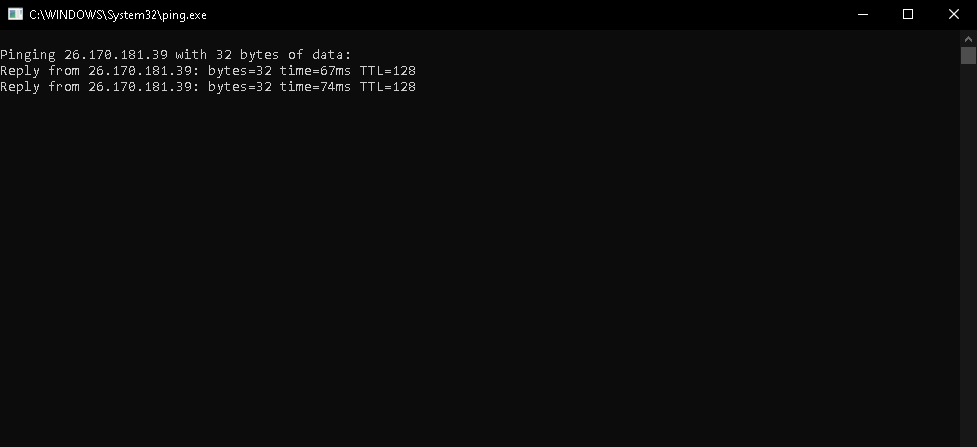 C:\WINDOWS\System32\ping.exe
Pinging 26.170.181.39 with 32 bytes of data:
Reply from 26.170.181.39: bytes=32 time=67ms TTL=128
Reply from 26.170.181.39: bytes=32 time=74ms TTL=128